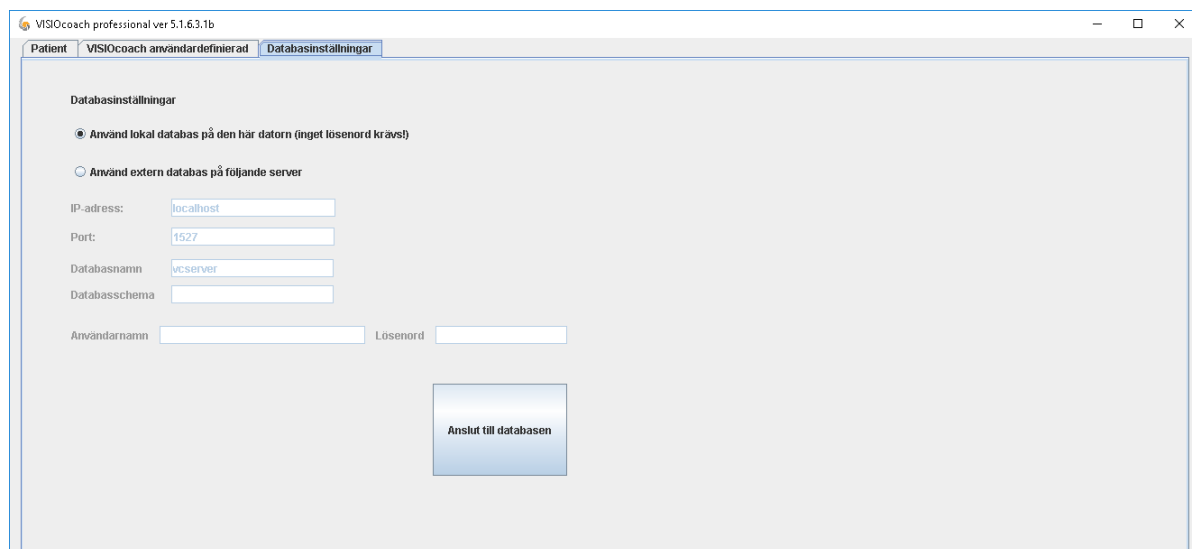 VISIOcoach professional ver 5.1.6.3.1b
Patient VISIOcoach användardefinierad Databasinställningar
Databasinställningar
Använd lokal databas på den här datorn (inget lösenord krävs!)
Använd extern databas på följande server
IP-adress: localhost
Port: 1527
Databasnamn vcserver
Databasschema
Användarnamn Lösenord
Anslut till databasen